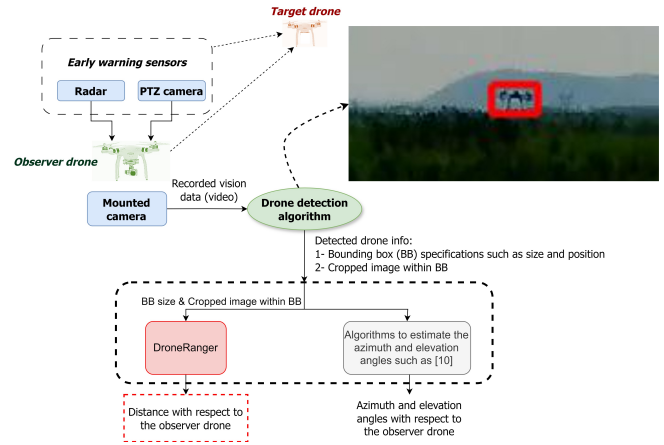 Target drone
Early warning sensors
Radar
PTZ camera
Observer drone
Mounted
camera
Recorded vision
data (video)
Drone detection
algorithm
Detected drone info:
1- Bounding box (BB) specifications such as size and position
2- Cropped image within BB
BB size & Cropped image within BB
DroneRanger
Algorithms to estimate the
azimuth and elevation
angles such as [10]
Distance with respect to
the observer drone
Azimuth and elevation
angles with respect to
the observer drone